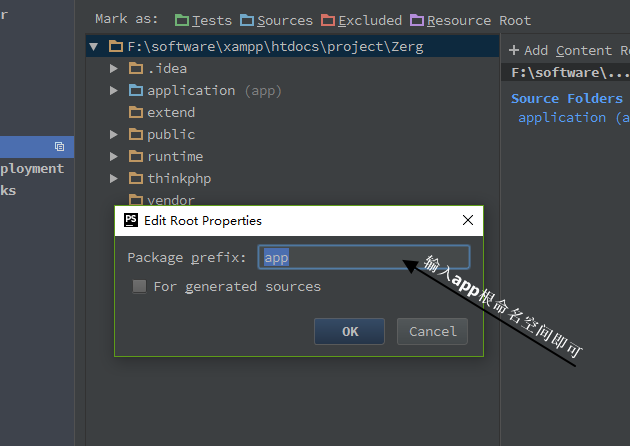 r
Mark as: Tests Sources Excluded Resource Root
F:\software\xampp\htdocs\project\Zerg
+ Add Content R
.idea
F:\software\...
application (app)
Source Folders
extend
application (a
public
runtime
ployment
thinkphp
ks
vendor
PS Edit Root Properties
Package prefix: app
For generated sources
输入app根命名空间即可
OK Cancel